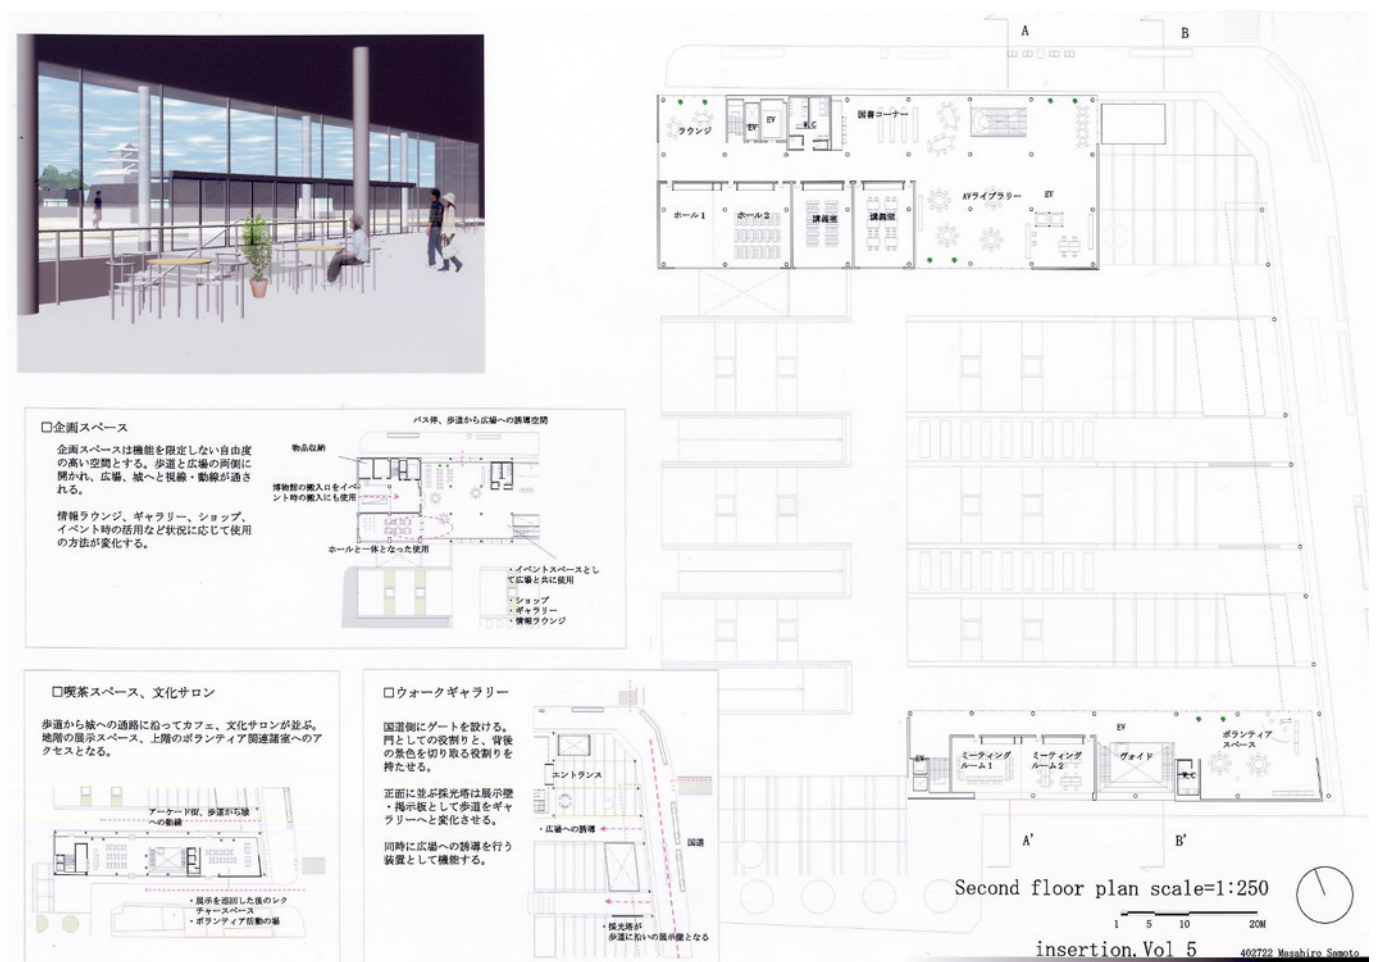 A
B
ラウンジ
EV
EV
W.C
図書コーナー
AVライブラリー
EV
ホール1
ホール2
講義室
講義室
□企画スペース
企画スペースは機能を限定しない自由度
の高い空間とする。歩道と広場の両側に
開かれ、広場、城へと視線・動線が通さ
れる。
情報ラウンジ、ギャラリー、ショップ、
イベント時の活用など状況に応じて使用
の方法が変化する。
バス停、歩道から広場への誘導空間
物品収納
博物館の搬入口をイベ
ント時の搬入にも使用
ホールと一体となった使用
・イベントスペースとし
て広場と共に使用
・ショップ
・ギャラリー
・情報ラウンジ
□喫茶スペース、文化サロン
歩道から城への通路に沿ってカフェ、文化サロンが並ぶ。
地階の展示スペース、上階のボランティア関連諸室へのア
クセスとなる。
アーケード街、歩道から城
への動線
・展示を巡回した後のレク
チャースペース
・ボランティア活動の場
□ウォークギャラリー
国道側にゲートを設ける。
門としての役割りと、背後
の景色を切り取る役割りを
持たせる。
正面に並ぶ採光塔は展示壁
・掲示板として歩道をギャ
ラリーへと変化させる。
同時に広場への誘導を行う
装置として機能する。
エントランス
・広場への誘導
国道
・採光塔が
歩道に沿いの展示壁となる
EV
EV
ミーティング
ルーム1
ミーティング
ルーム2
ヴォイド
W.C
ボランティア
スペース
A'
B'
Second floor plan scale=1:250
1 5 10 20M
insertion.Vol 5
402722 Masahiro Samoto